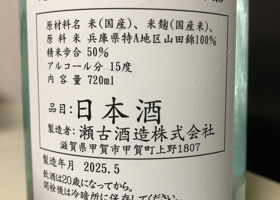 原材料名 米(国産)、米麹(国産米)、
原 料 米 兵庫県特A地区山田錦100%
精米歩合 50%
アルコール分 15度
内 容 量 720ml
品目：日本酒
製造者：瀬古酒造株式会社
滋賀県甲賀市甲賀町上野1807
製造年月 2025.5
飲酒は20歳になってから。
開栓後は冷暗所に保存してください。